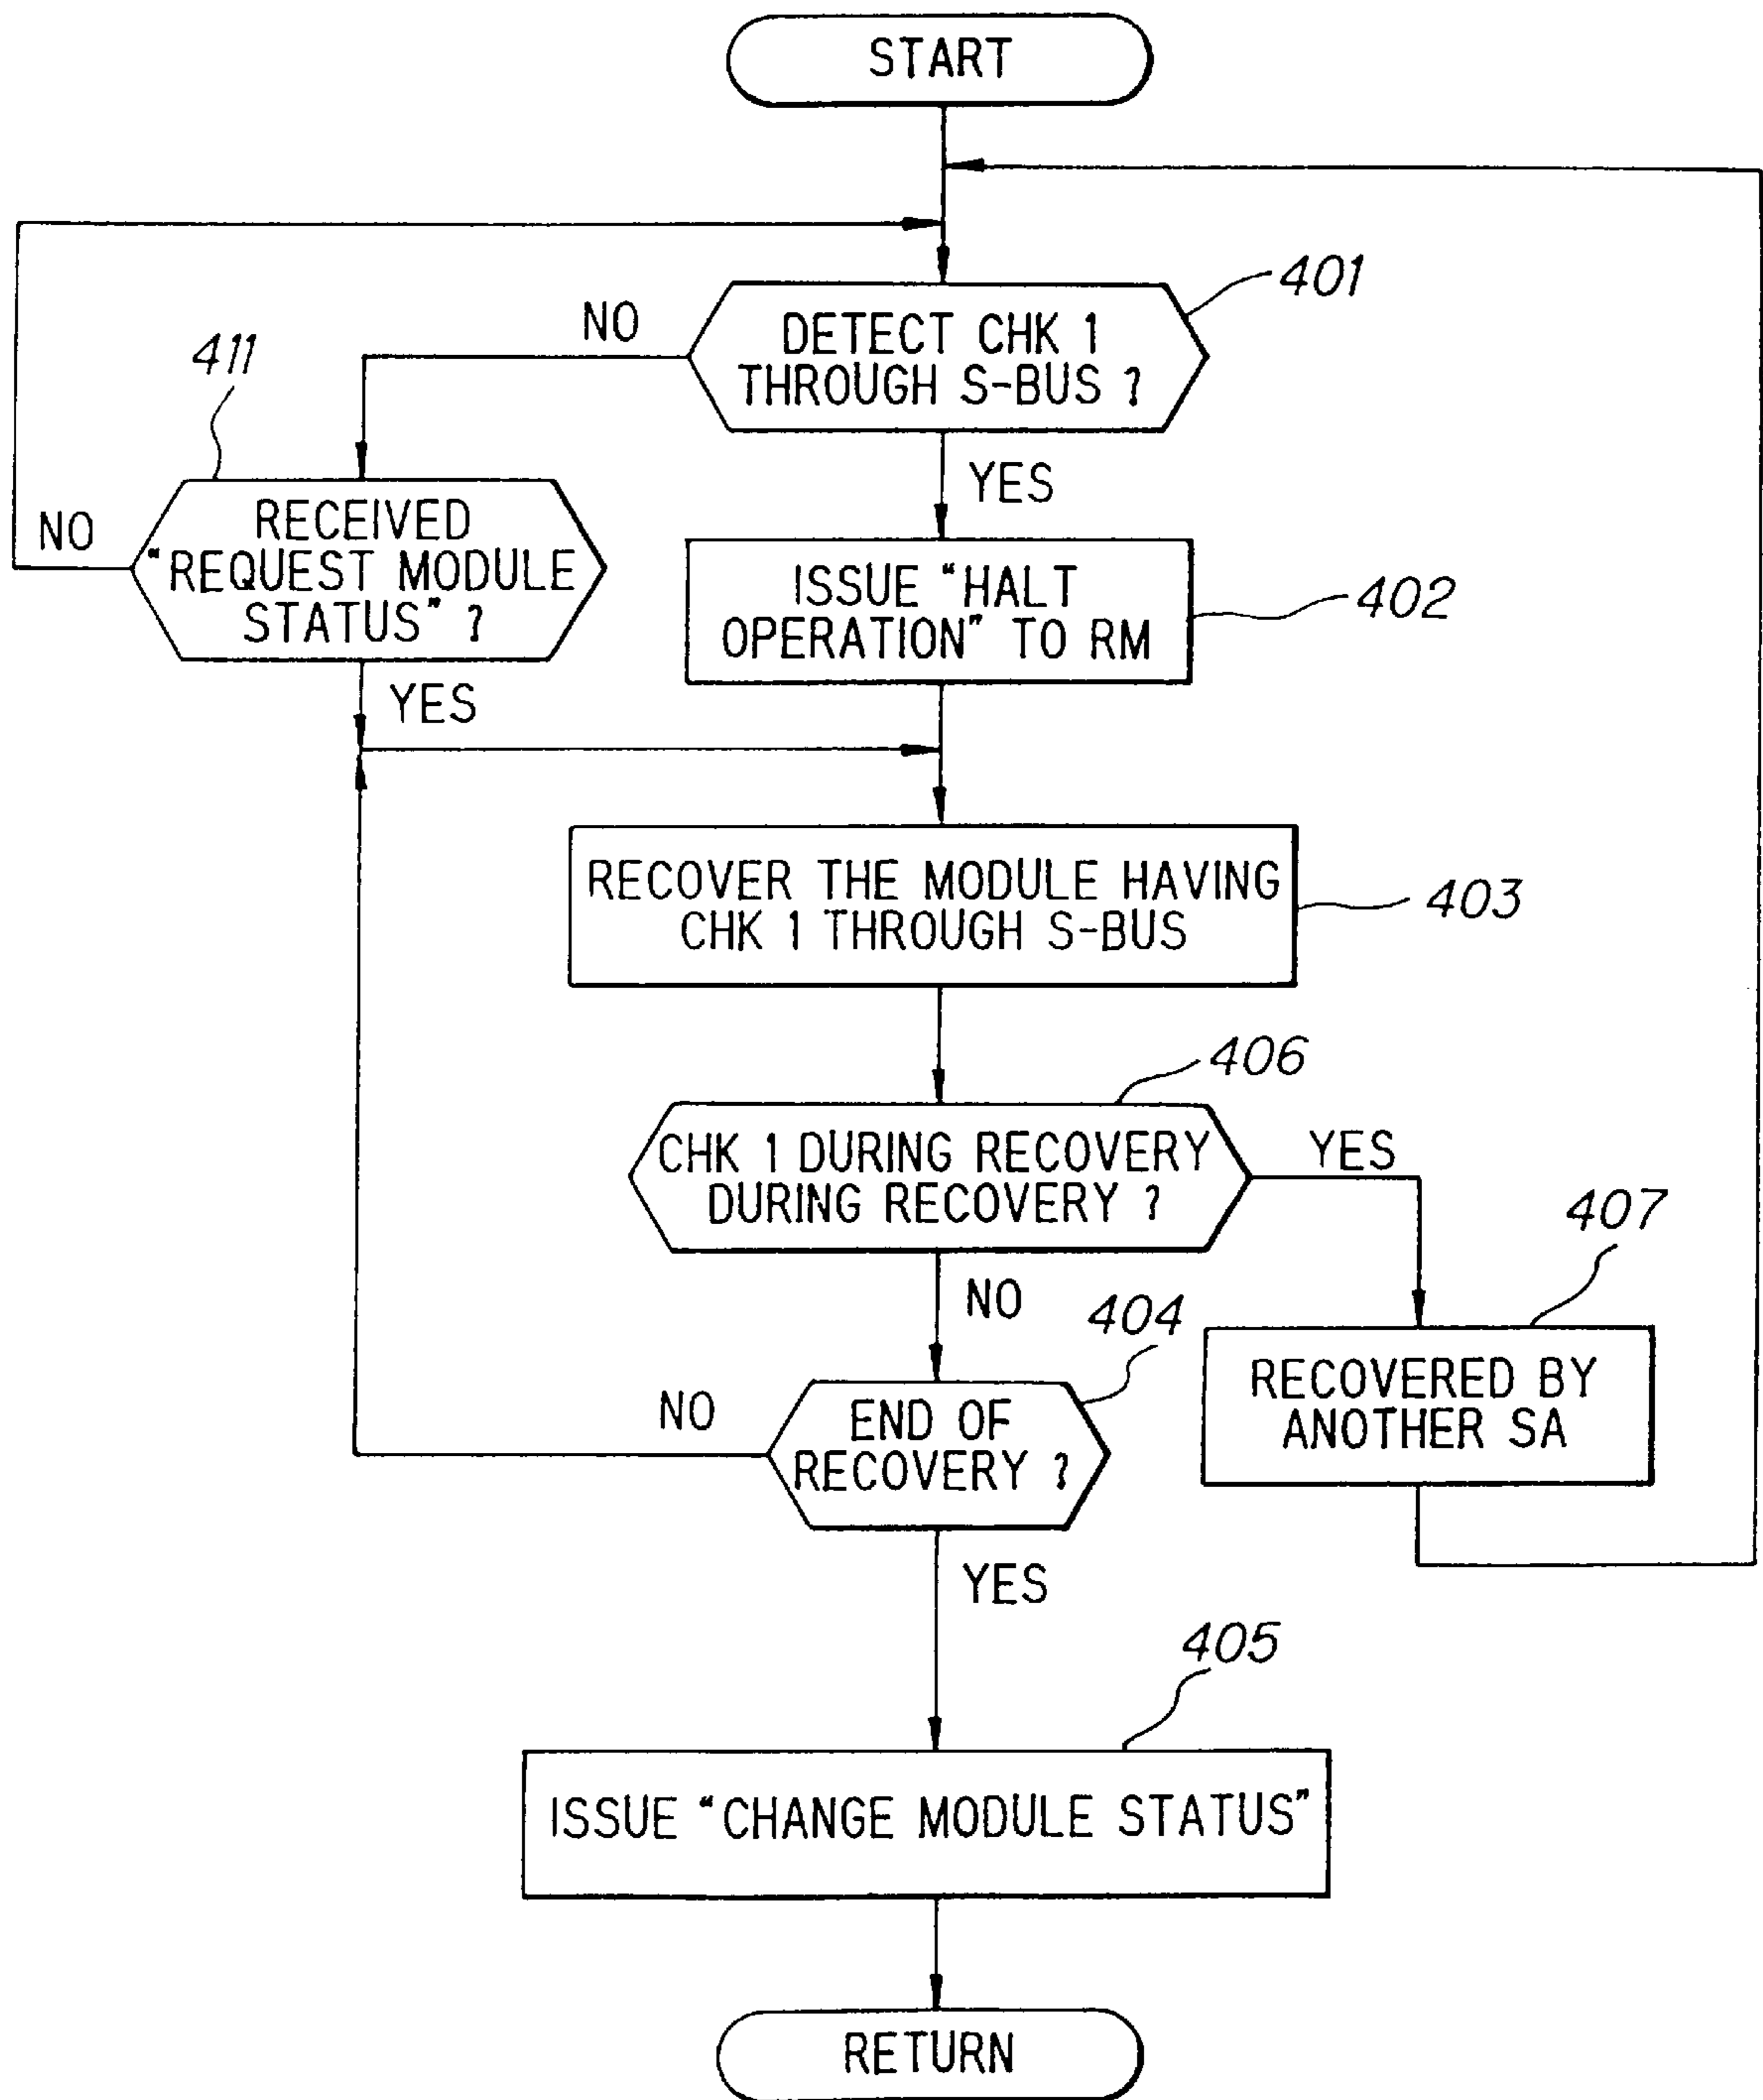 START
401
NO
DETECT CHK 1
THROUGH S-BUS ?
411
YES
NO
RECEIVED
"REQUEST MODULE
STATUS" ?
ISSUE "HALT
OPERATION" TO RM
402
YES
RECOVER THE MODULE HAVING
CHK 1 THROUGH S-BUS
403
406
CHK 1 DURING RECOVERY
DURING RECOVERY ?
YES
407
NO
404
NO
END OF
RECOVERY ?
RECOVERED BY
ANOTHER SA
YES
405
ISSUE "CHANGE MODULE STATUS"
RETURN